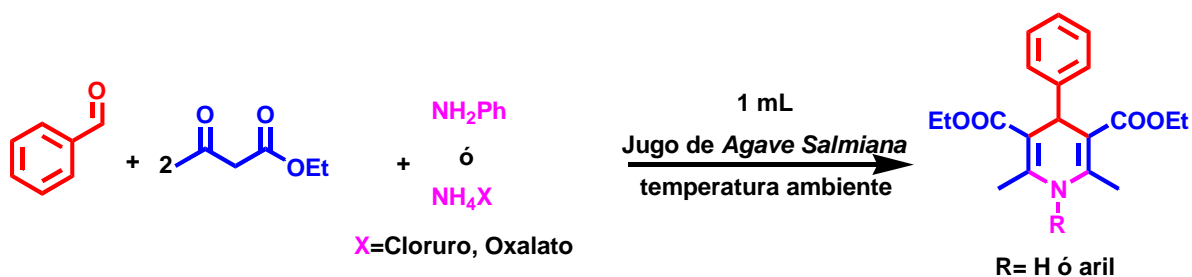 O
+ 2
O
O
OEt
+
NH2Ph
ó
NH4X
X=Cloruro, Oxalato
1 mL
Jugo de Agave Salmiana
temperatura ambiente
EtOOC
COOEt
N
R
R= H ó aril